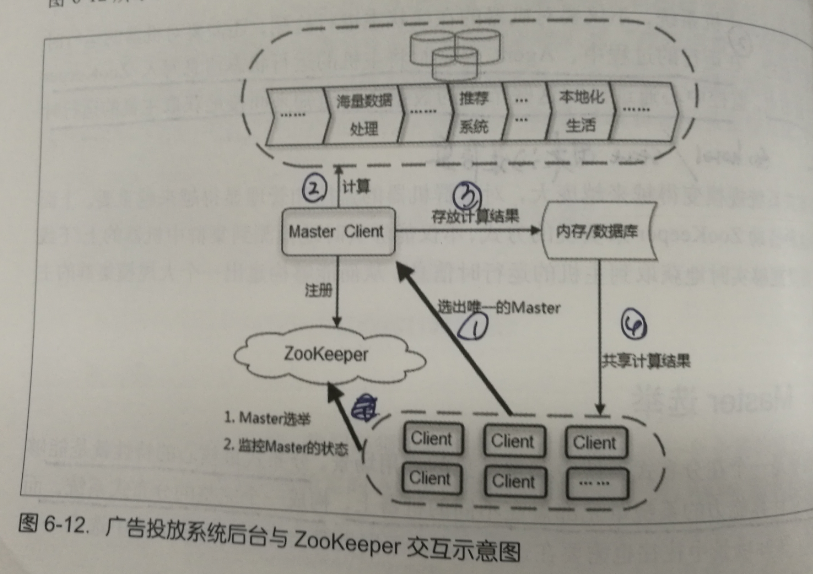 ......
海量数据
处理
......
推荐
系统
...
...
本地化
生活
......
② 计算
③
存放计算结果
Master Client
内存/数据库
注册
选出唯一的Master
①
④
共享计算结果
ZooKeeper
1. Master选举
2. 监控Master的状态
Client Client Client
Client Client ......
图 6-12. 广告投放系统后台与 ZooKeeper 交互示意图